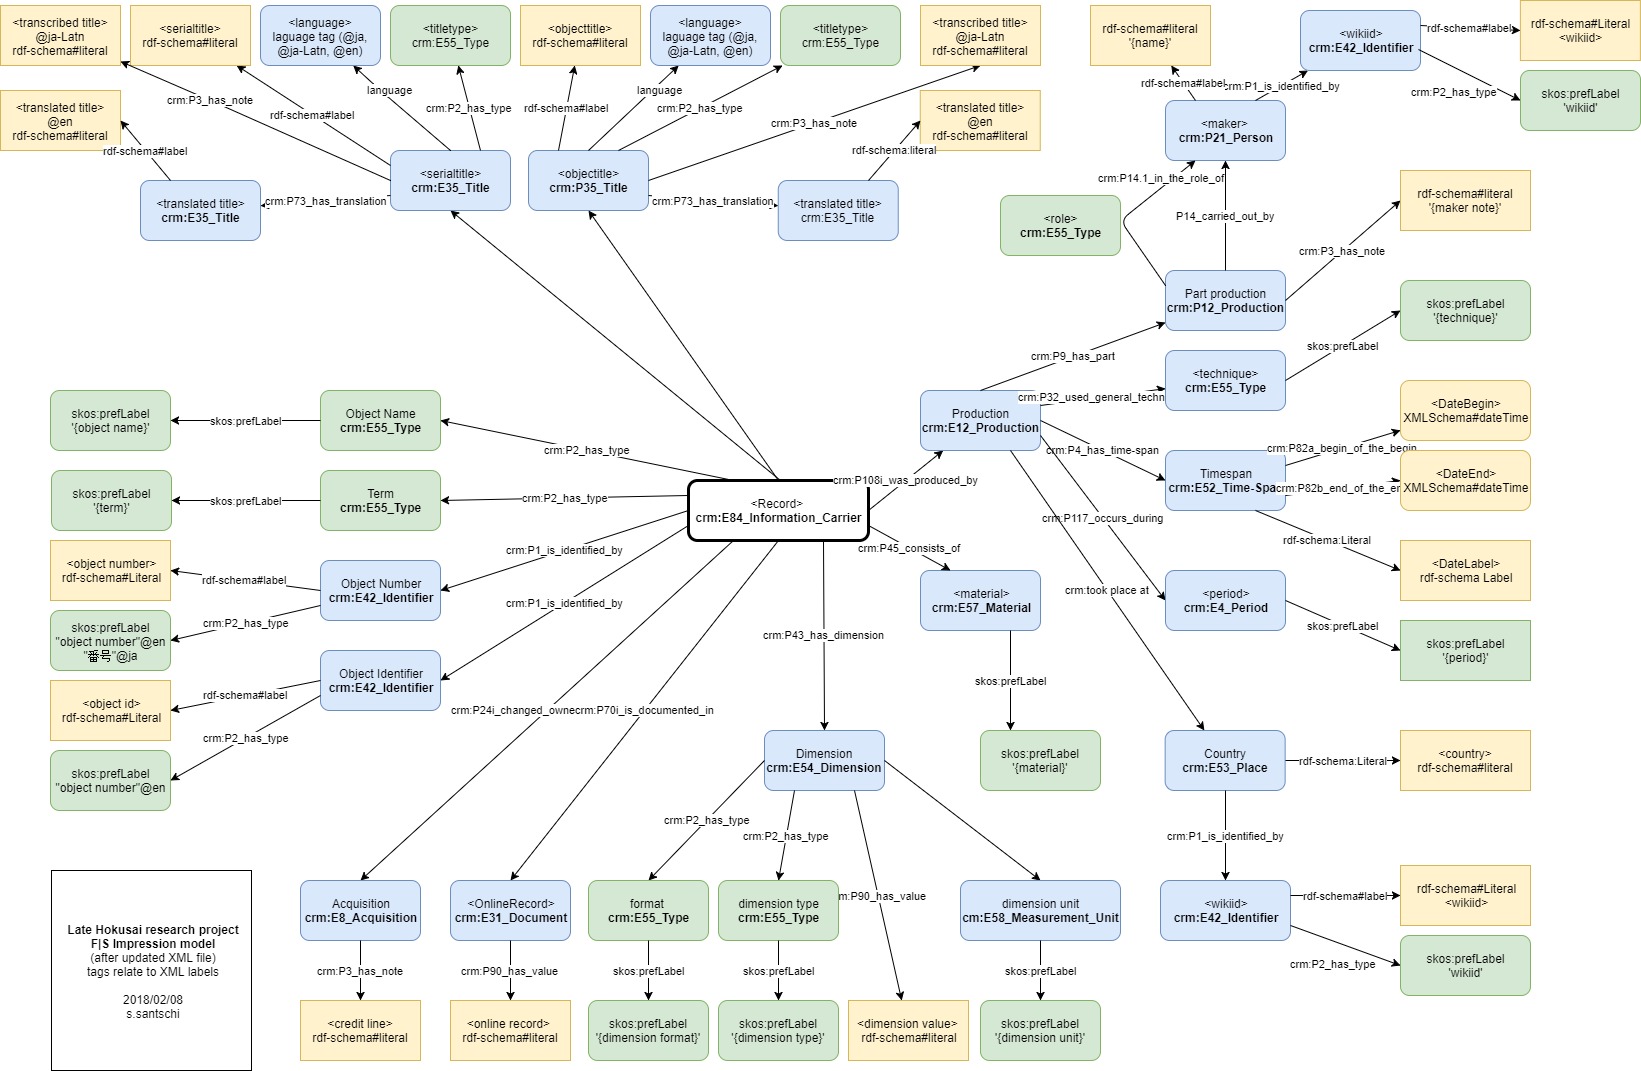 <transcribed title>
@ja-Latn
rdf-schema#literal
<serialtitle>
rdf-schema#literal
<language>
laguage tag (@ja,
@ja-Latn, @en)
<titletype>
crm:E55_Type
<objecttitle>
rdf-schema#literal
<language>
laguage tag (@ja,
@ja-Latn, @en)
<titletype>
crm:E55_Type
<transcribed title>
@ja-Latn
rdf-schema#literal
rdf-schema#literal
'{name}'
<wikiid>
crm:E42_Identifier
rdf-schema#label
rdf-schema#Literal
<wikiid>
crm:P3_has_note
rdf-schema#label
language
crm:P2_has_type
rdf-schema#label
language
crm:P2_has_type
crm:P3_has_note
rdf-schema#label
crm:P1_is_identified_by
crm:P2_has_type
skos:prefLabel
'wikiid'
<translated title>
@en
rdf-schema#literal
rdf-schema#label
<translated title>
@en
rdf-schema#literal
rdf-schema:literal
<maker>
crm:P21_Person
<translated title>
crm:E35_Title
crm:P73_has_translation
<serialtitle>
crm:E35_Title
<objectitle>
crm:P35_Title
crm:P73_has_translation
<translated title>
crm:E35_Title
crm:P14.1_in_the_role_of
<role>
crm:E55_Type
P14_carried_out_by
rdf-schema#literal
'{maker note}'
crm:P3_has_note
Part production
crm:P12_Production
skos:prefLabel
'{technique}'
crm:P9_has_part
skos:prefLabel
<technique>
crm:E55_Type
crm:P32_used_general_techn
skos:prefLabel
'{object name}'
skos:prefLabel
Object Name
crm:E55_Type
crm:P2_has_type
Production
crm:E12_Production
<DateBegin>
XMLSchema#dateTime
crm:P82a_begin_of_the_begin
crm:P4_has_time-span
Timespan
crm:E52_Time-Spa
crm:P82b_end_of_the_er
<DateEnd>
XMLSchema#dateTime
skos:prefLabel
'{term}'
skos:prefLabel
Term
crm:E55_Type
crm:P2_has_type
<Record>
crm:E84_Information_Carrier
crm:P108i_was_produced_by
crm:P117_occurs_during
rdf-schema:Literal
<DateLabel>
rdf-schema Label
<object number>
rdf-schema#Literal
rdf-schema#label
Object Number
crm:E42_Identifier
crm:P1_is_identified_by
crm:P45_consists_of
<material>
crm:E57_Material
crm:took place at
<period>
crm:E4_Period
skos:prefLabel
skos:prefLabel
'{period}'
skos:prefLabel
"object number"@en
"番号"@ja
crm:P2_has_type
crm:P1_is_identified_by
crm:P43_has_dimension
Object Identifier
crm:E42_Identifier
<object id>
rdf-schema#Literal
rdf-schema#label
skos:prefLabel
crm:P24i_changed_owne
crm:P70i_is_documented_in
crm:P2_has_type
skos:prefLabel
"object number"@en
Dimension
crm:E54_Dimension
skos:prefLabel
'{material}'
Country
crm:E53_Place
rdf-schema:Literal
<country>
rdf-schema#literal
crm:P2_has_type
crm:P2_has_type
crm:P1_is_identified_by
Acquisition
crm:E8_Acquisition
<OnlineRecord>
crm:E31_Document
format
crm:E55_Type
dimension type
crm:E55_Type
m:P90_has_value
dimension unit
cm:E58_Measurement_Unit
<wikiid>
crm:E42_Identifier
rdf-schema#label
rdf-schema#Literal
<wikiid>
crm:P2_has_type
skos:prefLabel
'wikiid'
crm:P3_has_note
crm:P90_has_value
skos:prefLabel
skos:prefLabel
skos:prefLabel
<credit line>
rdf-schema#literal
<online record>
rdf-schema#literal
skos:prefLabel
'{dimension format}'
skos:prefLabel
'{dimension type}'
<dimension value>
rdf-schema#literal
skos:prefLabel
'{dimension unit}'
Late Hokusai research project
F|S Impression model
(after updated XML file)
tags relate to XML labels
2018/02/08
s.santschi